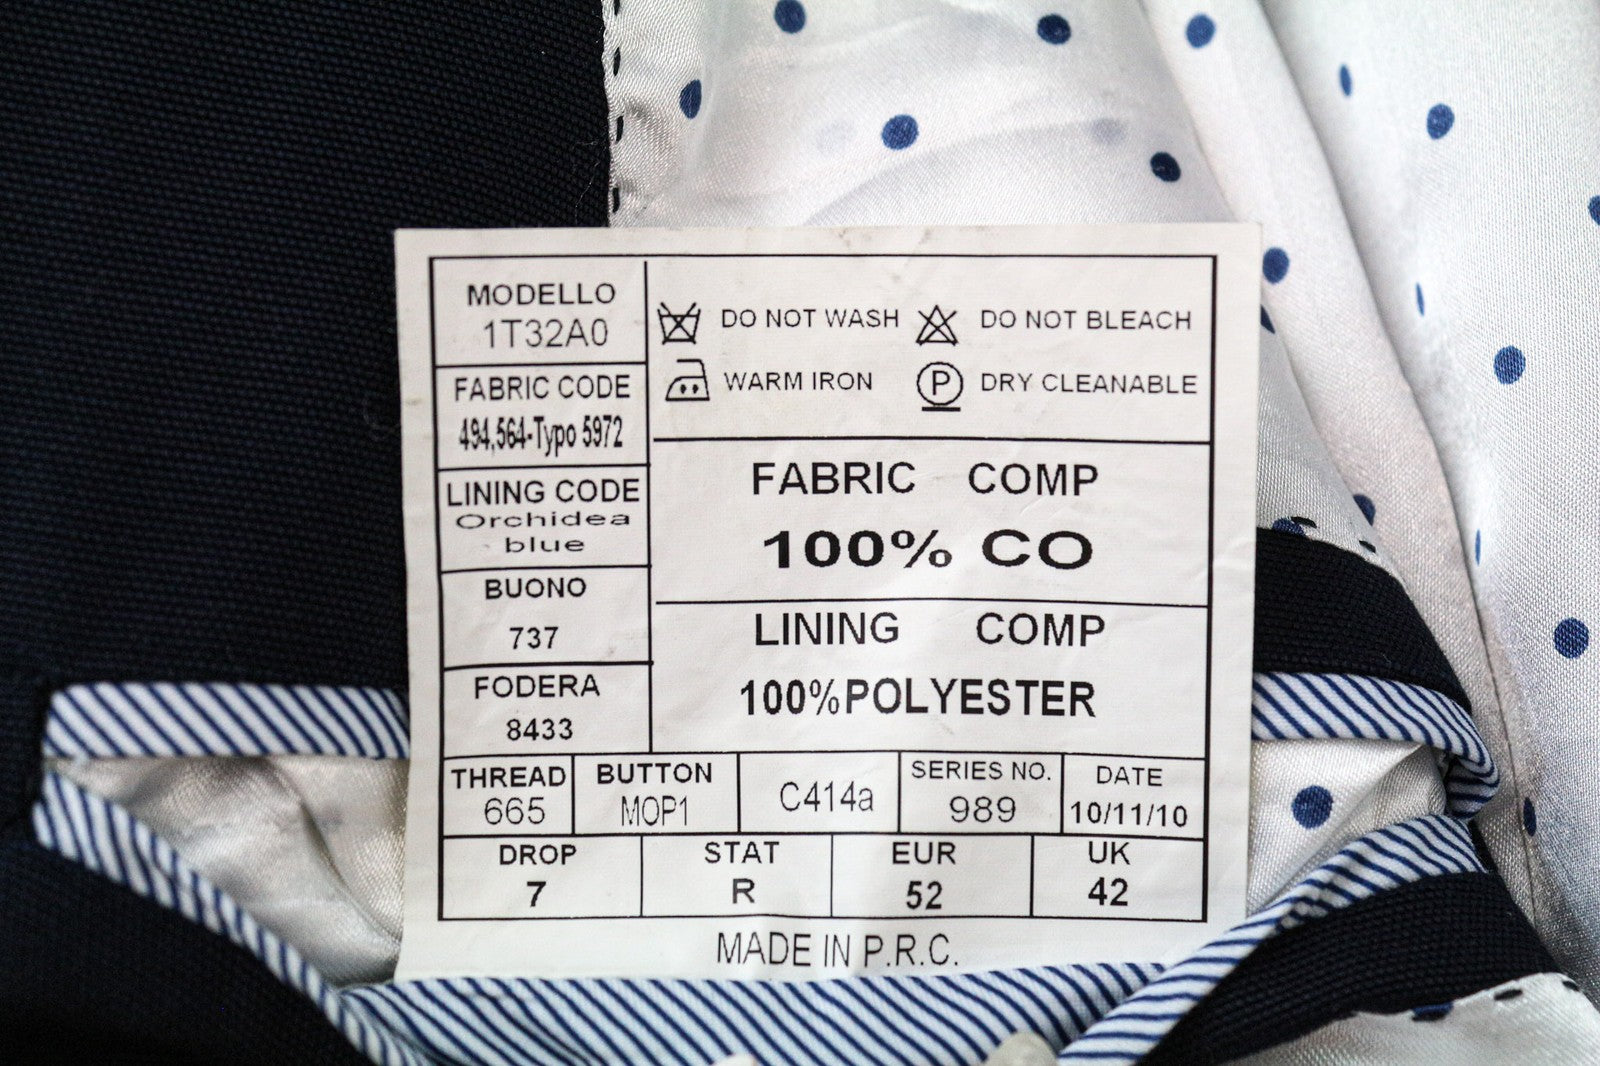 MODELLO
1T32A0
FABRIC CODE
494,564-Typo 5972
LINING CODE
Orchidea
blue
BUONO
737
FODERA
8433
DO NOT WASH
DO NOT BLEACH
WARM IRON
P
DRY CLEANABLE
FABRIC COMP
100% CO
LINING COMP
100%POLYESTER
THREAD
665
BUTTON
MOP1
C414a
SERIES NO.
989
DATE
10/11/10
DROP
7
STAT
R
EUR
52
UK
42
MADE IN P.R.C.